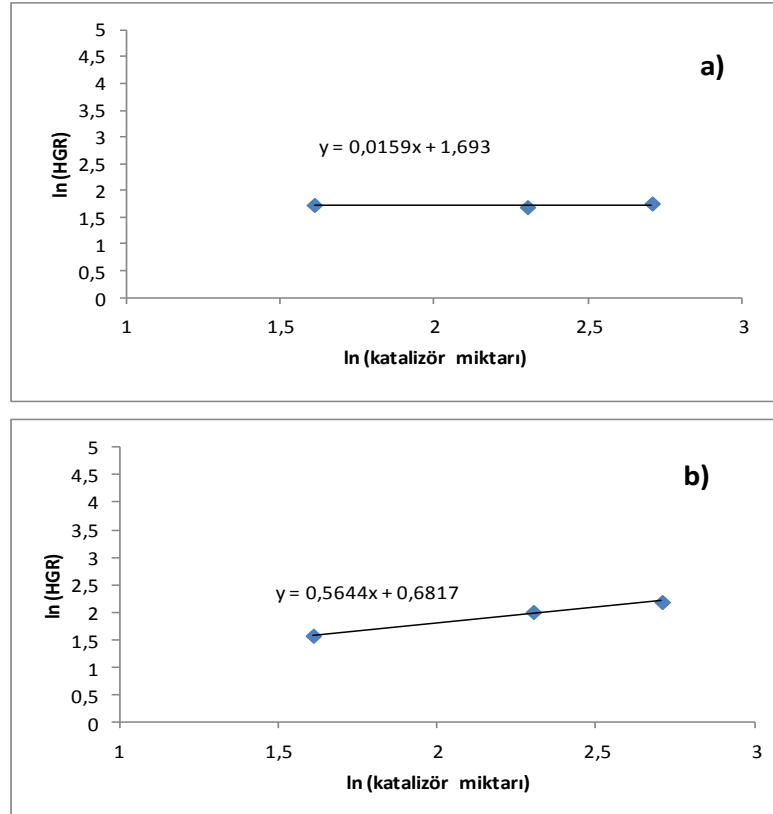 a)
ln (HGR)
5
4,5
4
3,5
3
2,5
2
1,5
1
0,5
0
y = 0,0159x + 1,693
1 1,5 2 2,5 3
ln (katalizör miktarı)
b)
ln (HGR)
5
4,5
4
3,5
3
2,5
2
1,5
1
0,5
0
y = 0,5644x + 0,6817
1 1,5 2 2,5 3
ln (katalizör miktarı)